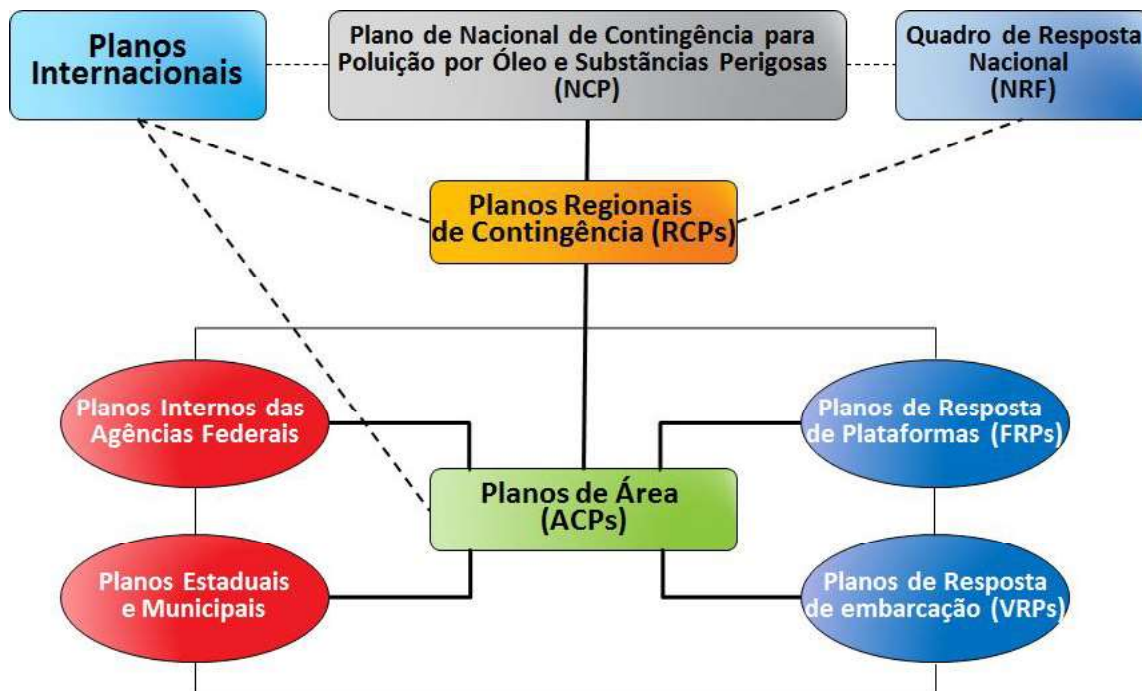 Planos
Internacionais
Plano de Nacional de Contingência para
Poluição por Óleo e Substãncias Perigosas
(NCP)
Quadro de Resposta
Nacional
(NRF)
Planos Regionais
de Contingência (RCPs)
Planos Internos das
Agências Federais
Planos de Resposta
de Plataformas (FRPs)
Planos de Área
(ACPs)
Planos Estaduais
e Municipais
Planos de Resposta
de embarcação (VRPs)